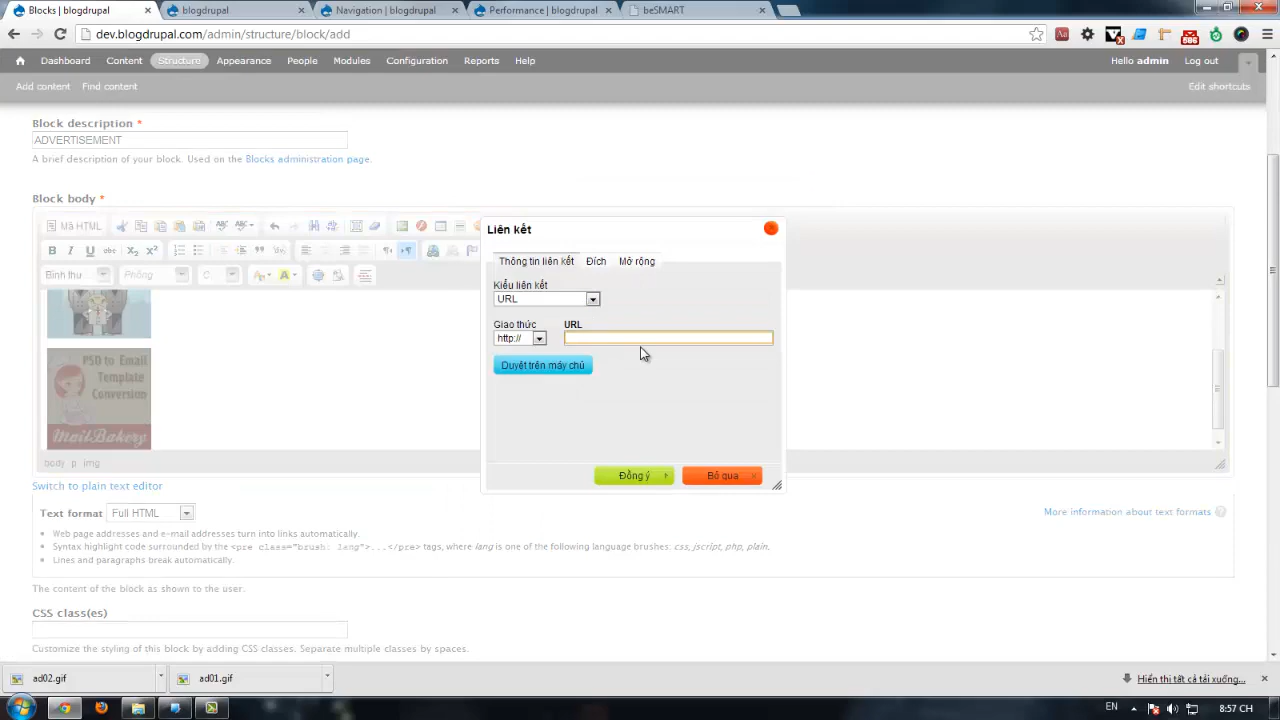 Blocks | blogdrupal
blogdrupal
Navigation | blogdrupal
Performance | blogdrupal
beSMART
dev.blogdrupal.com/admin/structure/block/add
586
Dashboard Content Structure Appearance People Modules Configuration Reports Help
Hello admin Log out
Add content Find content
Edit shortcuts
Block description *
ADVERTISEMENT
A brief description of your block. Used on the Blocks administration page.
Block body *
Mã HTML
Bình thu
Phông
C...
PSD to Email
Template
Conversion
MailBakery
body p img
Liên kết
Thông tin liên kết Đích Mở rộng
Kiểu liên kết
URL
Giao thức URL
http://
Duyệt trên máy chủ
Đồng ý
Bỏ qua
Switch to plain text editor
Text format Full HTML
More information about text formats
Web page addresses and e-mail addresses turn into links automatically.
Syntax highlight code surrounded by the <pre class="brush: lang">...</pre> tags, where lang is one of the following language brushes: css, jscript, php, plain.
Lines and paragraphs break automatically.
The content of the block as shown to the user.
CSS class(es)
Customize the styling of this block by adding CSS classes. Separate multiple classes by spaces.
ad02.gif
ad01.gif
Hiển thị tất cả tải xuống...
EN
8:57 CH